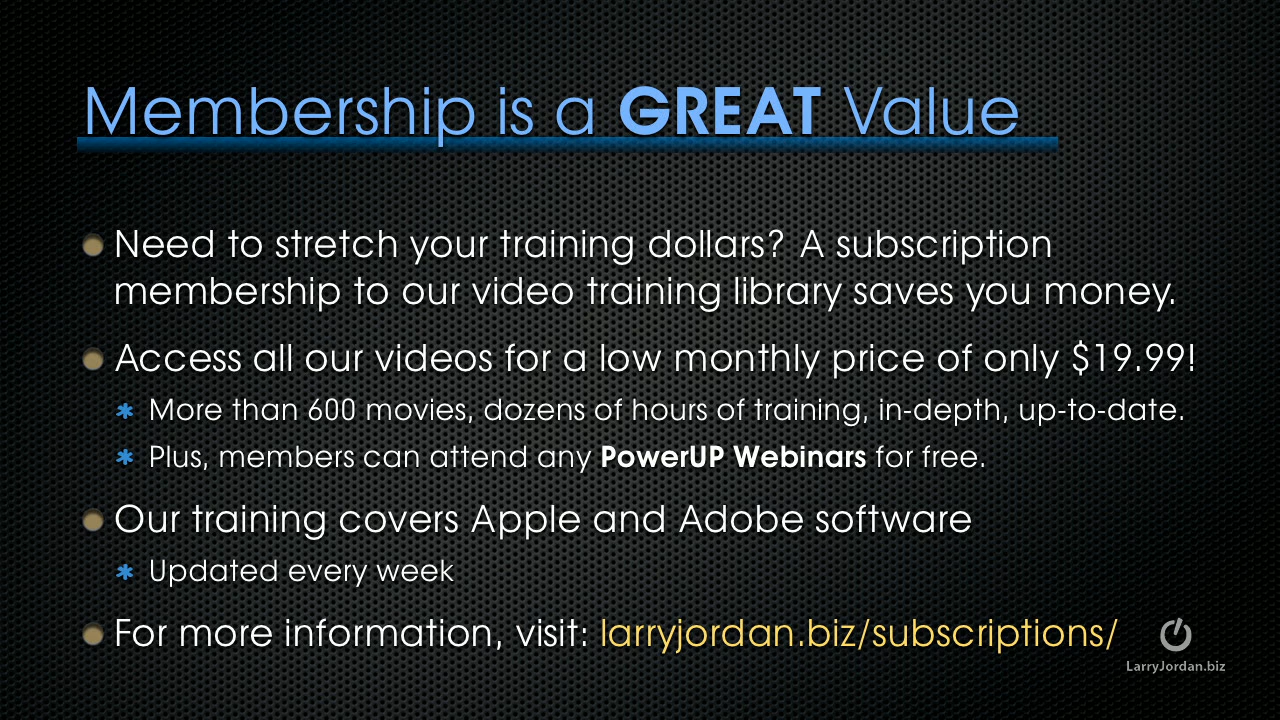 Membership is a GREAT Value
Need to stretch your training dollars? A subscription
membership to our video training library saves you money.
Access all our videos for a low monthly price of only $19.99!
More than 600 movies, dozens of hours of training, in-depth, up-to-date.
Plus, members can attend any PowerUP Webinars for free.
Our training covers Apple and Adobe software
Updated every week
For more information, visit: larryjordan.biz/subscriptions/
LarryJordan.biz